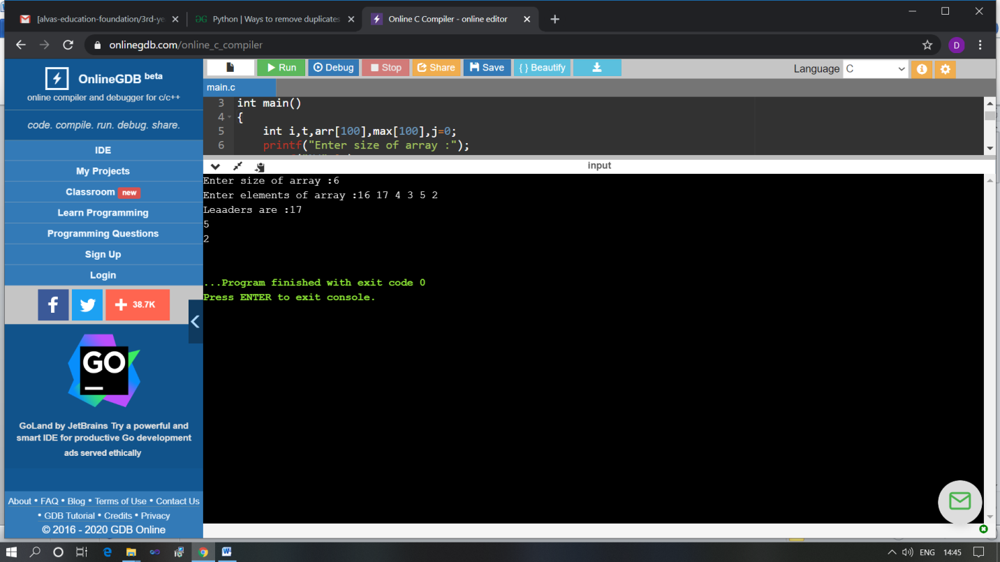 [alvas-education-foundation/3rd-ye
Python | Ways to remove duplicates
Online C Compiler - online editor
onlinegdb.com/online_c_compiler
D
OnlineGDB beta
online compiler and debugger for c/c++
code. compile. run. debug. share.
IDE
My Projects
Classroom new
Learn Programming
Programming Questions
Sign Up
Login
38.7K
GO
GoLand by JetBrains Try a powerful and
smart IDE for productive Go development
ads served ethically
About • FAQ • Blog • Terms of Use • Contact Us
• GDB Tutorial • Credits • Privacy
© 2016 - 2020 GDB Online
Run Debug Stop Share Save { } Beautify
Language C
main.c
3 int main()
4 {
5 int i,t,arr[100],max[100],j=0;
6 printf("Enter size of array :");
input
Enter size of array :6
Enter elements of array :16 17 4 3 5 2
Leaaders are :17
5
2
...Program finished with exit code 0
Press ENTER to exit console.
ENG 14:45